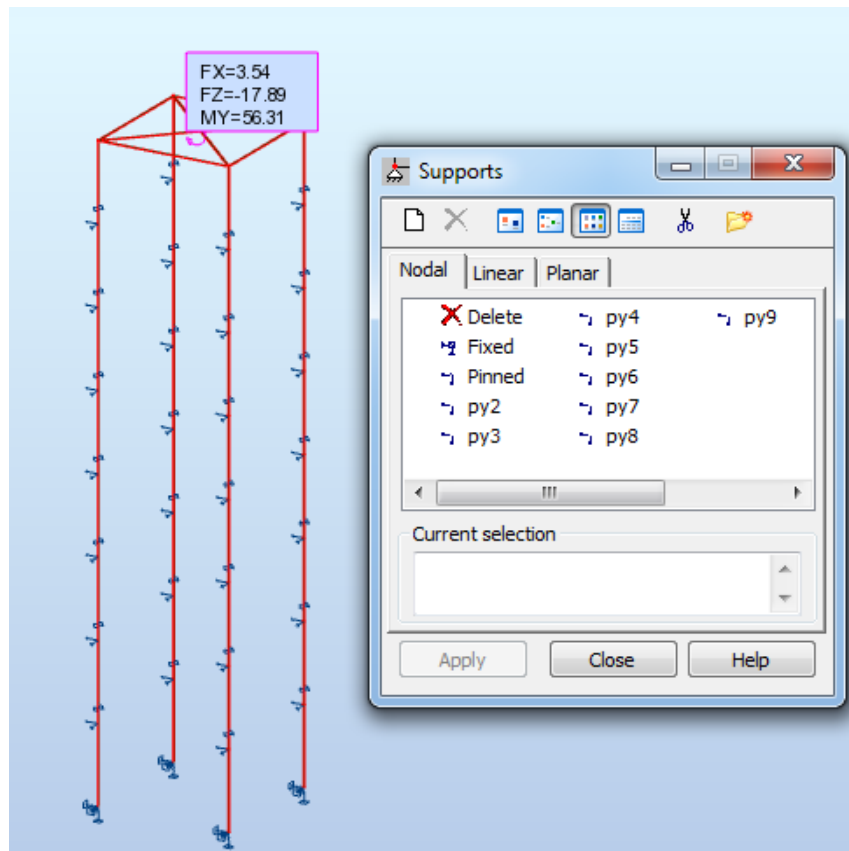 FX=3.54
FZ=-17.89
MY=56.31
Supports
Nodal Linear Planar
Delete py4 py9
Fixed py5
Pinned py6
py2 py7
py3 py8
Current selection
Apply Close Help